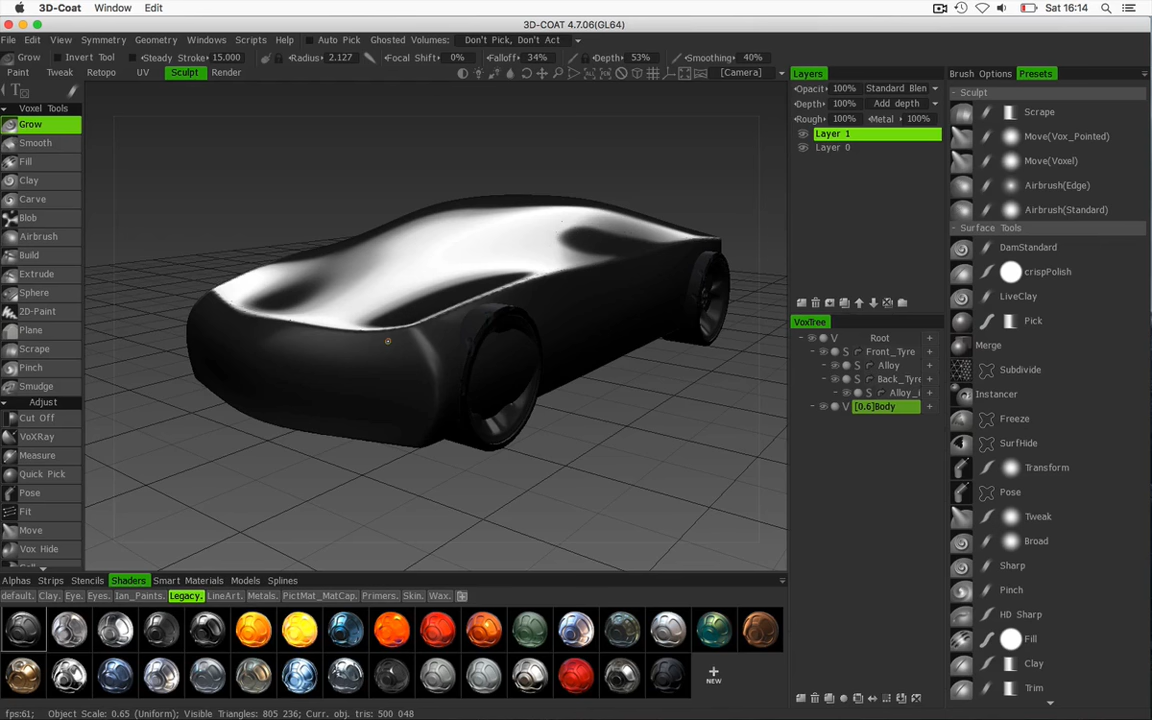 3D-Coat Window Edit Sat 16:14
3D-COAT 4.7.06(GL64)
File Edit View Symmetry Geometry Windows Scripts Help Auto Pick Ghosted Volumes: Don't Pick, Don't Act
Grow Invert Tool Steady Stroke 15.000 Radius 2.127 Focal Shift 0% Falloff 34% Depth 53% Smoothing 40%
Paint Tweak Retopo UV Sculpt Render [Camera]
Voxel Tools
Grow
Smooth
Fill
Clay
Carve
Blob
Airbrush
Build
Extrude
Sphere
2D-Paint
Plane
Scrape
Pinch
Smudge
Adjust
Cut Off
VoXRay
Measure
Quick Pick
Pose
Fit
Move
Vox Hide
Layers
Opacit 100% Standard Blen
Depth 100% Add depth
Rough 100% Metal 100%
Layer 1
Layer 0
VoxTree
V Root
S Front_Tyre
S Alloy
S Back_Tyre
S Alloy_
V [0.6]Body
Brush Options Presets
Sculpt
Scrape
Move(Vox_Pointed)
Move(Voxel)
Airbrush(Edge)
Airbrush(Standard)
Surface Tools
DamStandard
crispPolish
LiveClay
Pick
Merge
Subdivide
Instancer
Freeze
SurfHide
Transform
Pose
Tweak
Broad
Sharp
Pinch
HD Sharp
Fill
Clay
Trim
Alphas Strips Stencils Shaders Smart Materials Models Splines
default. Clay. Eye. Eyes. Ian_Paints. Legacy. LineArt. Metals. PictMat_MatCap. Primers. Skin. Wax.
NEW
fps:61; Object Scale: 0.65 (Uniform); Visible Triangles: 805 236; Curr. obj. tris: 500 048